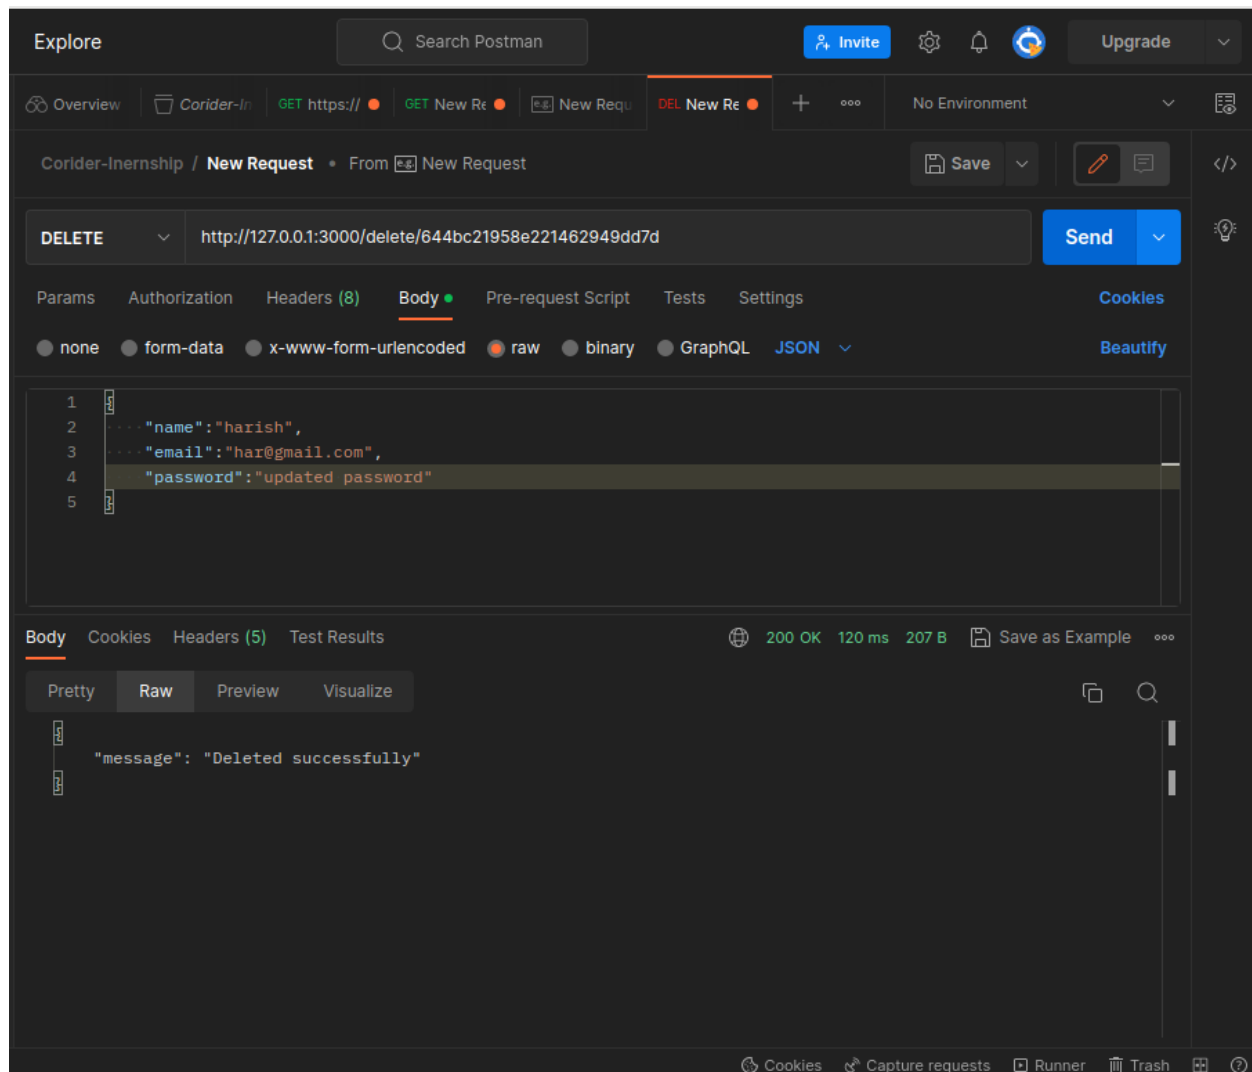 Explore Search Postman Invite Upgrade
Overview Corider-In GET https:// GET New Re e.g. New Requ DEL New Re ooo No Environment
Corider-Inernship / New Request • From e.g. New Request Save </>
DELETE http://127.0.0.1:3000/delete/644bc21958e221462949dd7d Send
Params Authorization Headers (8) Body Pre-request Script Tests Settings Cookies
none form-data x-www-form-urlencoded raw binary GraphQL JSON Beautify
1 {
2 "name":"harish",
3 "email":"har@gmail.com",
4 "password":"updated password"
5 }
Body Cookies Headers (5) Test Results 200 OK 120 ms 207 B Save as Example ooo
Pretty Raw Preview Visualize
{
"message": "Deleted successfully"
}
Cookies Capture requests Runner Trash